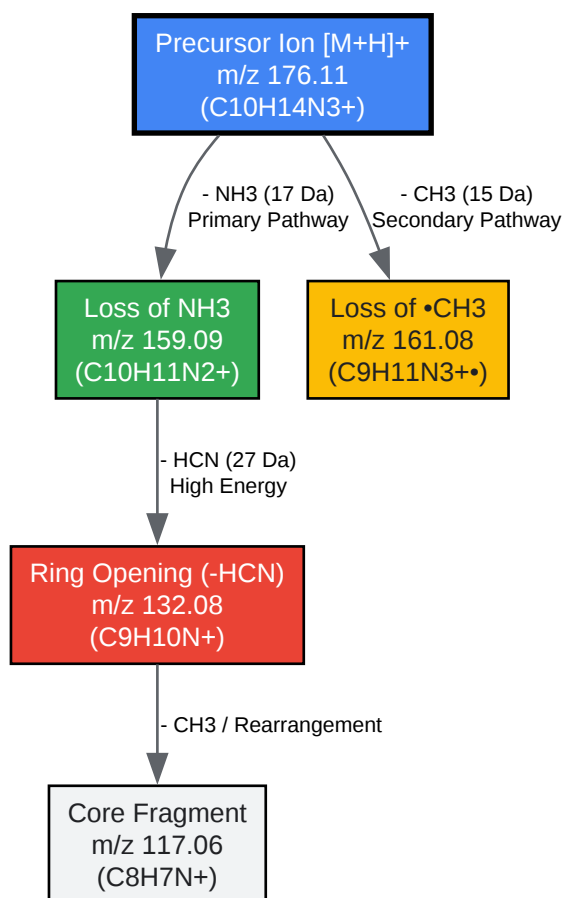 Precursor Ion [M+H]+
m/z 176.11
(C10H14N3+)
- NH3 (17 Da)
Primary Pathway
- CH3 (15 Da)
Secondary Pathway
Loss of NH3
m/z 159.09
(C10H11N2+)
Loss of •CH3
m/z 161.08
(C9H11N3+•)
- HCN (27 Da)
High Energy
Ring Opening (-HCN)
m/z 132.08
(C9H10N+)
- CH3 / Rearrangement
Core Fragment
m/z 117.06
(C8H7N+)